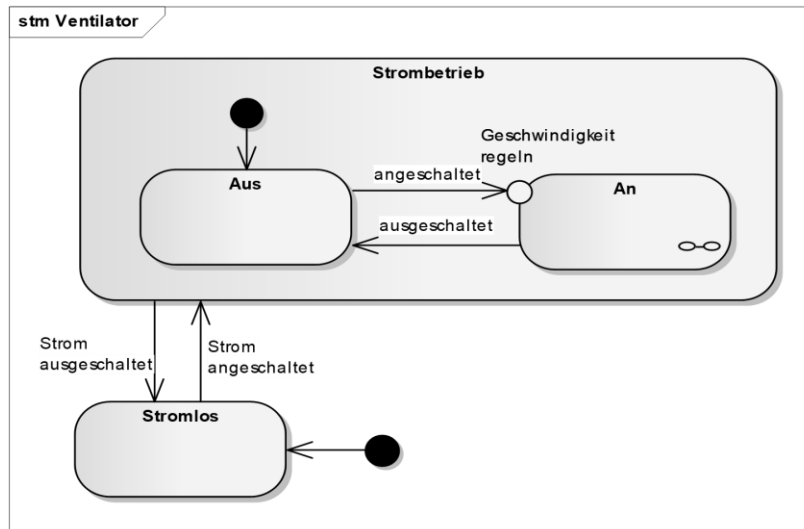 stm Ventilator
Strombetrieb
Geschwindigkeit
regeln
Aus
angeschaltet
An
ausgeschaltet
Strom
ausgeschaltet
Strom
angeschaltet
Stromlos